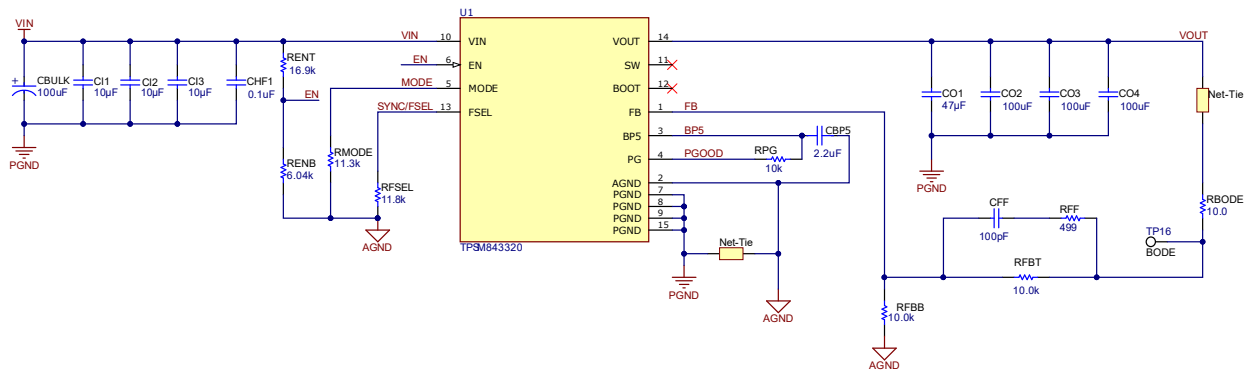 U1
VIN
VIN
10
VIN
VOUT
14
VOUT
EN
6
EN
SW
11
MODE
5
MODE
BOOT
12
SYNC/FSEL
13
FSEL
FB
1
FB
BP5
3
BP5
PG
4
PGOOD
AGND
2
PGND
7
PGND
8
PGND
9
PGND
15
TPSM843320
+
CBULK
100uF
CI1
10µF
CI2
10µF
CI3
10µF
CHF1
0.1uF
PGND
RENT
16.9k
EN
RENB
6.04k
RMODE
11.3k
RFSEL
11.8k
AGND
RPG
10k
CBP5
2.2uF
Net-Tie
PGND
AGND
CO1
47µF
CO2
100uF
CO3
100uF
CO4
100uF
PGND
Net-Tie
RBODE
10.0
TP16
BODE
CFF
100pF
RFF
499
RFBT
10.0k
RFBB
10.0k
AGND